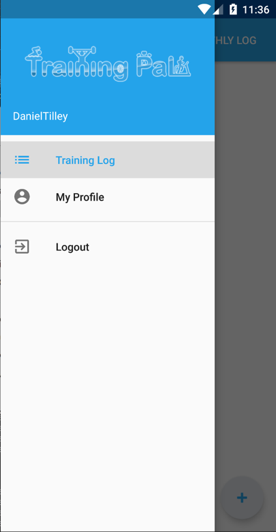 11:36
Training Pal
HLY LOG
DanielTilley
Training Log
My Profile
Logout